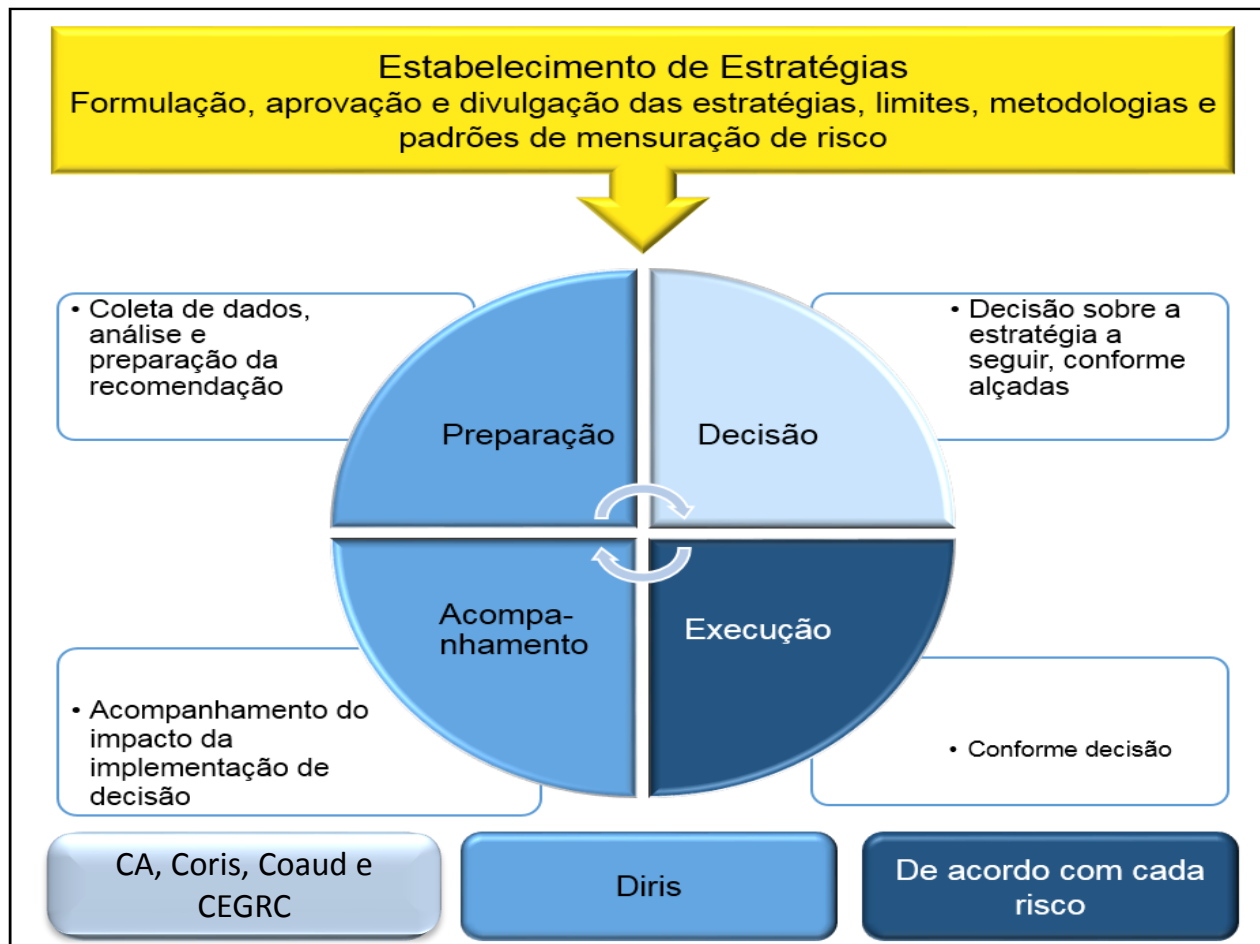 Estabelecimento de Estratégias
Formulação, aprovação e divulgação das estratégias, limites, metodologias e
padrões de mensuração de risco
• Coleta de dados,
análise e
preparação da
recomendação
• Decisão sobre a
estratégia a
seguir, conforme
alçadas
Preparação
Decisão
Acompa-
nhamento
Execução
• Acompanhamento do
impacto da
implementação de
decisão
• Conforme decisão
CA, Coris, Coaud e
CEGRC
Diris
De acordo com cada
risco